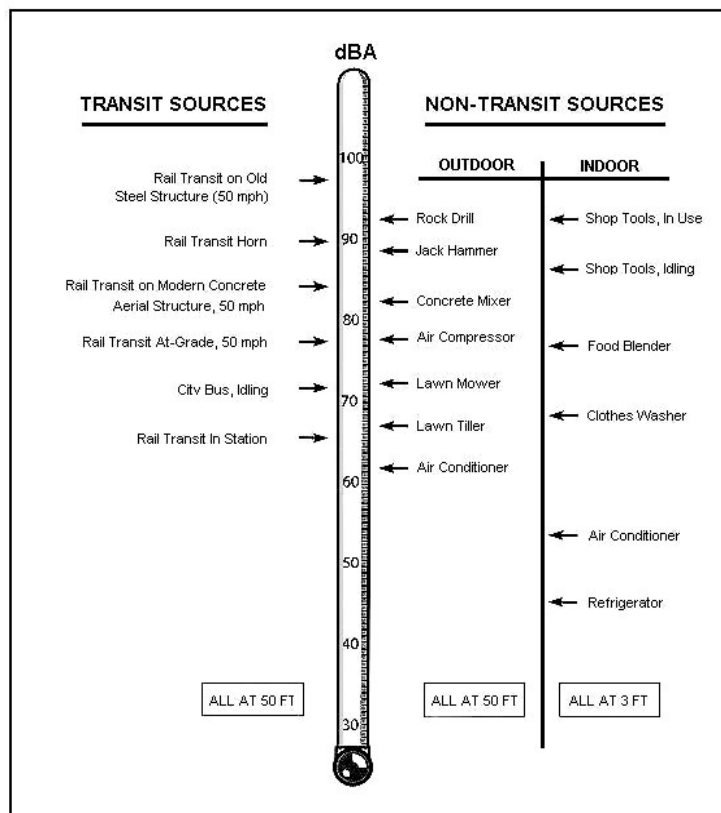 dBA
TRANSIT SOURCES
NON-TRANSIT SOURCES
OUTDOOR
INDOOR
100
90
80
70
60
50
40
30
Rail Transit on Old
Steel Structure (50 mph)
Rail Transit Horn
Rail Transit on Modern Concrete
Aerial Structure, 50 mph
Rail Transit At-Grade, 50 mph
City Bus, Idling
Rail Transit In Station
ALL AT 50 FT
Rock Drill
Jack Hammer
Concrete Mixer
Air Compressor
Lawn Mower
Lawn Tiller
Air Conditioner
ALL AT 50 FT
Shop Tools, In Use
Shop Tools, Idling
Food Blender
Clothes Washer
Air Conditioner
Refrigerator
ALL AT 3 FT